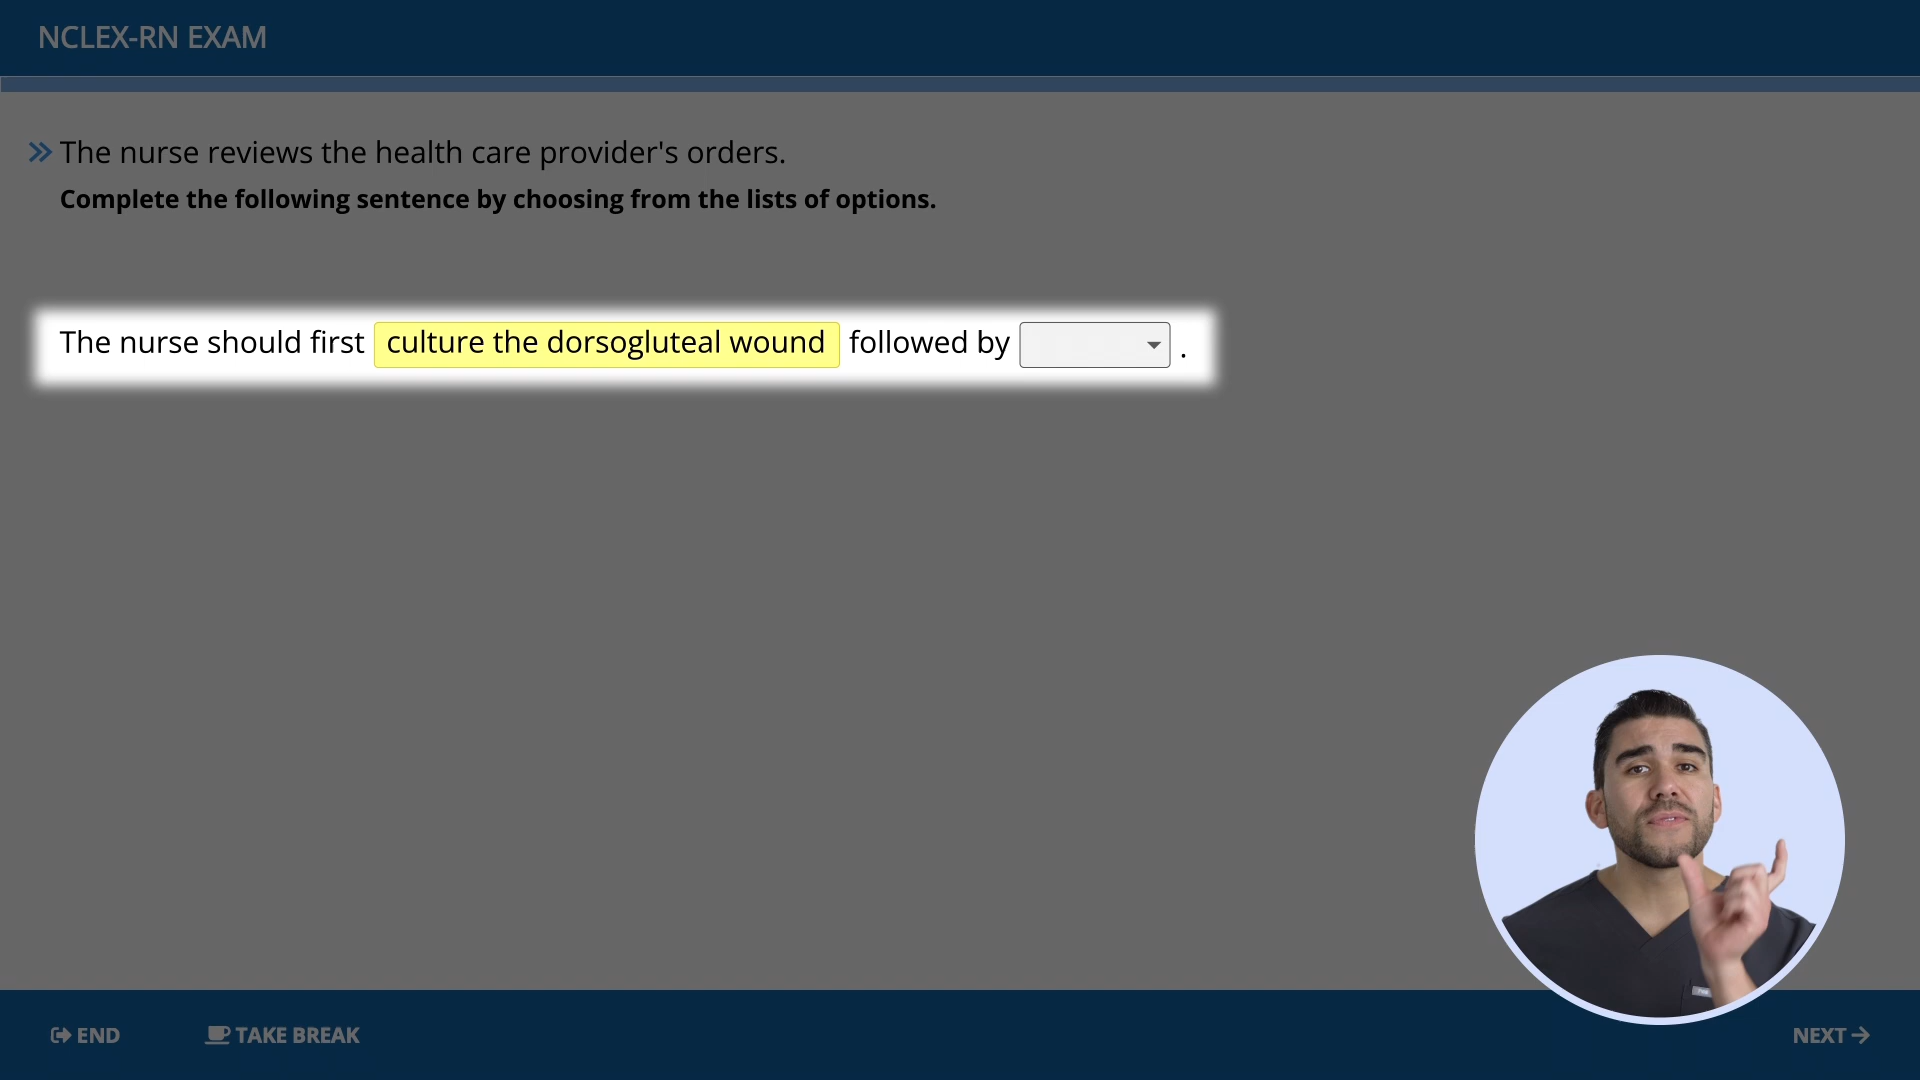 NCLEX-RN EXAM
The nurse reviews the health care provider's orders.
Complete the following sentence by choosing from the lists of options.
The nurse should first culture the dorsogluteal wound followed by .
END TAKE BREAK NEXT